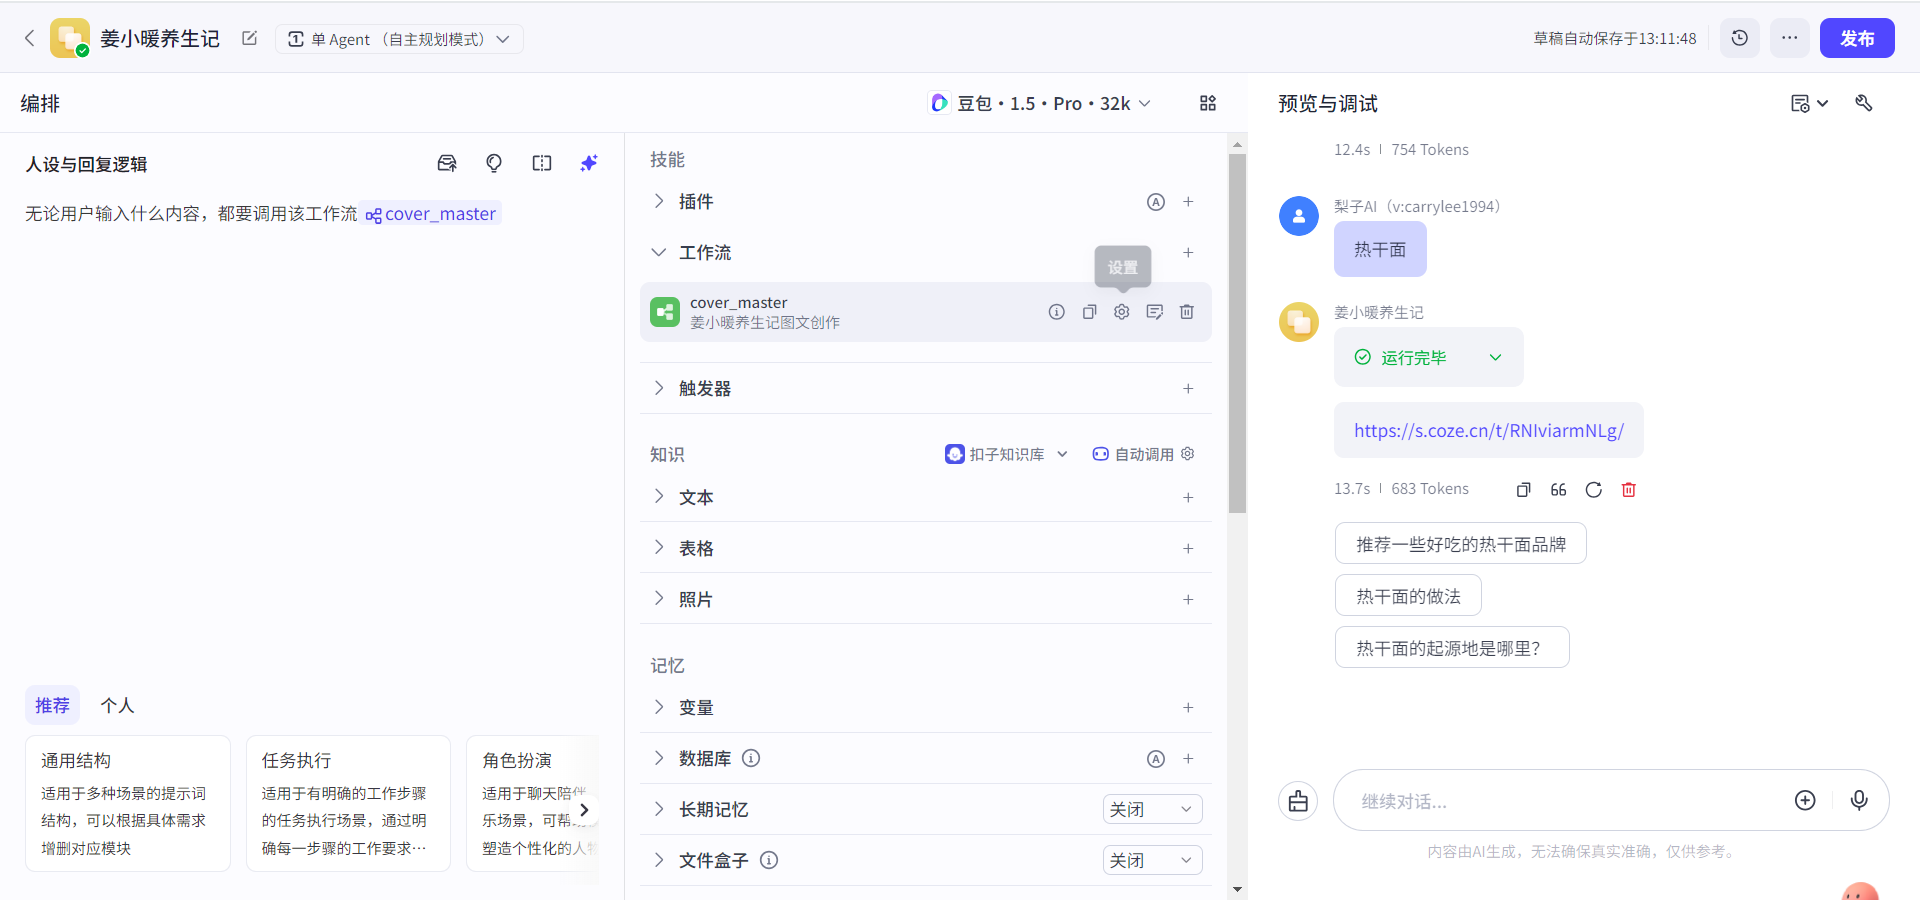 姜小暖养生记
单 Agent （自主规划模式）
草稿自动保存于13:11:48
发布
编排
豆包 • 1.5 • Pro • 32k
预览与调试
人设与回复逻辑
无论用户输入什么内容，都要调用该工作流 cover_master
推荐
个人
通用结构
适用于多种场景的提示词
结构，可以根据具体需求
增删对应模块
任务执行
适用于有明确的工作步骤
的任务执行场景，通过明
确每一步骤的工作要求…
角色扮演
适用于聊天陪伴
乐场景，可帮
塑造个性化的人
技能
插件
工作流
设置
cover_master
姜小暖养生记图文创作
触发器
知识
扣子知识库
自动调用
文本
表格
照片
记忆
变量
数据库
长期记忆
关闭
文件盒子
关闭
12.4s
754 Tokens
梨子AI（v:carrylee1994）
热干面
姜小暖养生记
运行完毕
https://s.coze.cn/t/RNIviarmNLg/
13.7s
683 Tokens
推荐一些好吃的热干面品牌
热干面的做法
热干面的起源地是哪里？
继续对话...
内容由AI生成，无法确保真实准确，仅供参考。